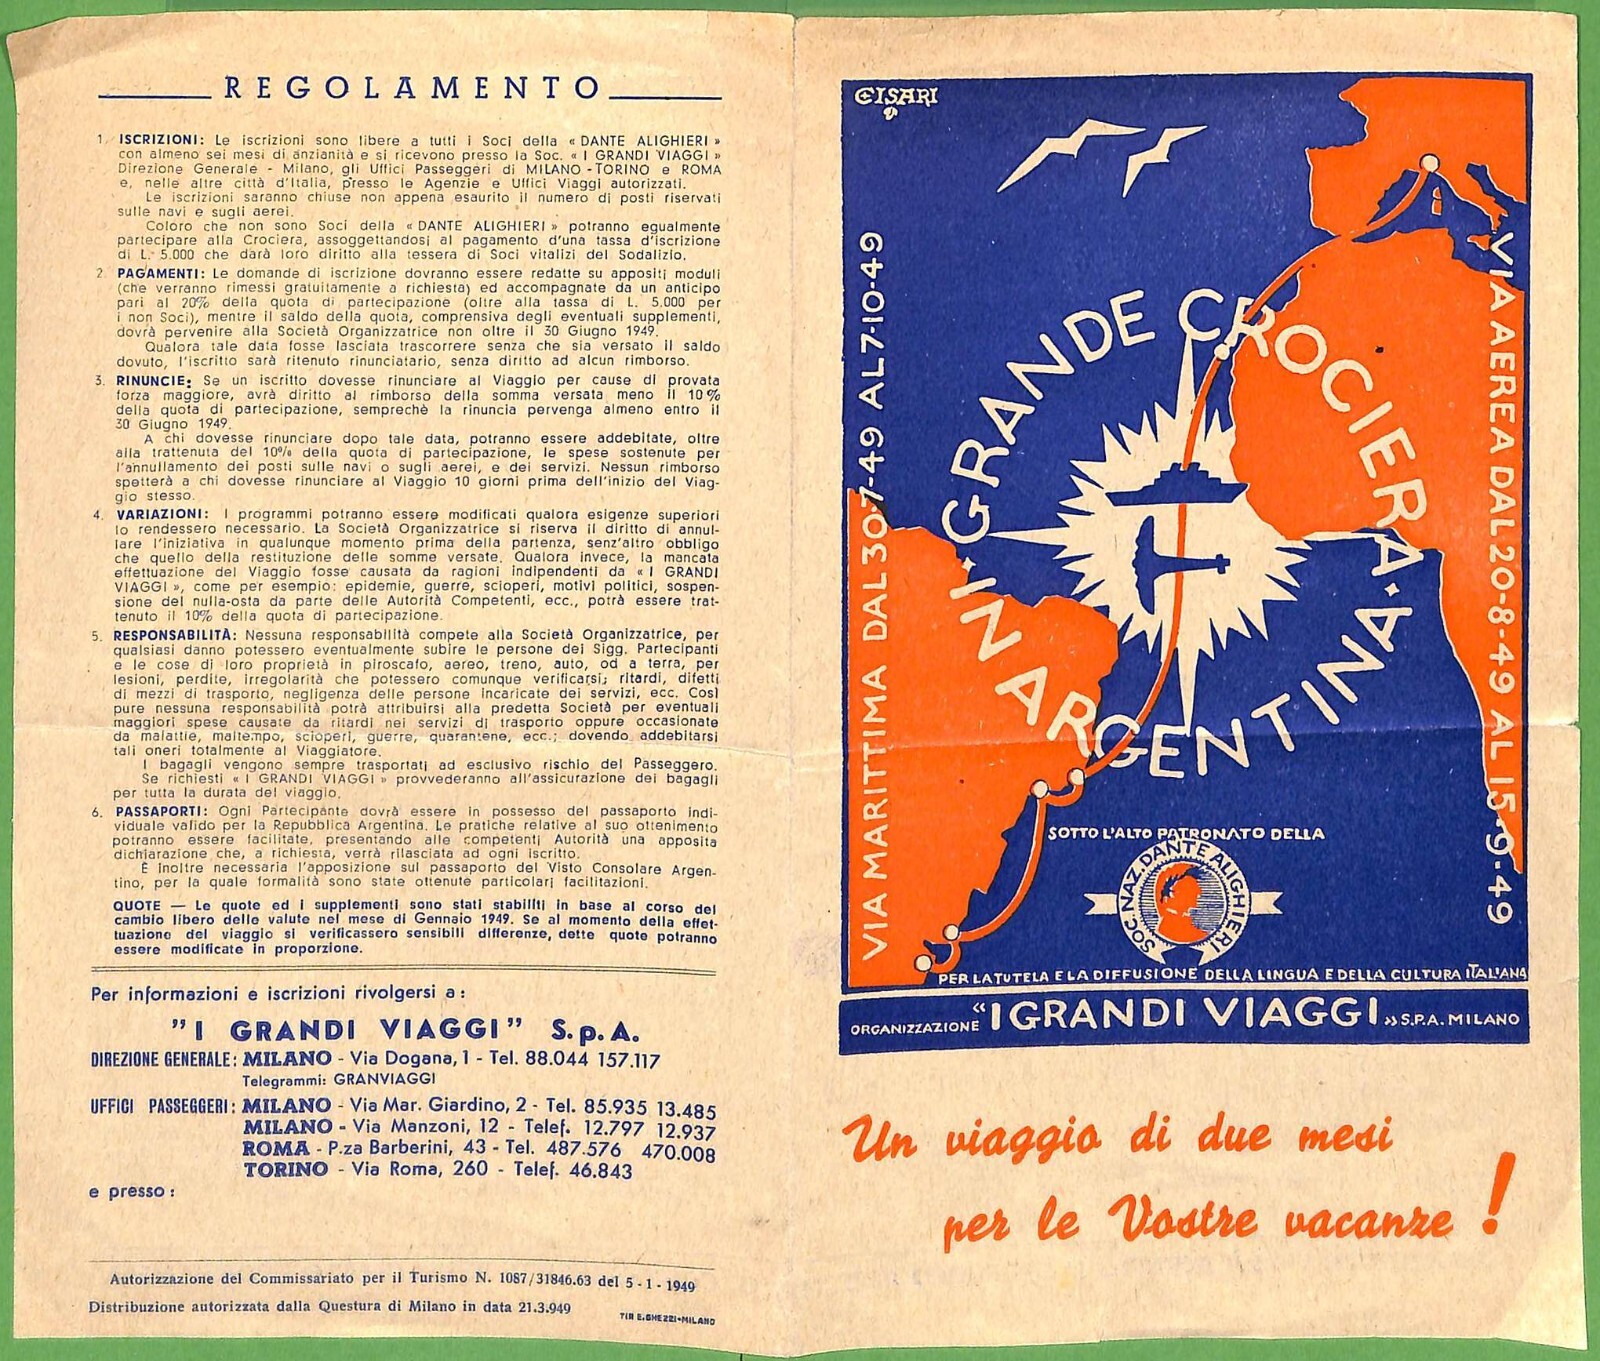 REGOLAMENTO
1. ISCRIZIONI: Le iscrizioni sono libere a tutti i Soci della « DANTE ALIGHIERI »
con almeno sei mesi di anzianità e si ricevono presso la Soc. « I GRANDI VIAGGI »
Direzione Generale - Milano, gli Uffici Passeggeri di MILANO - TORINO e ROMA
e, nelle altre città d'Italia, presso le Agenzie e Uffici Viaggi autorizzati.
Le iscrizioni saranno chiuse non appena esaurito il numero di posti riservati
sulle navi e sugli aerei.
Coloro che non sono Soci della « DANTE ALIGHIERI » potranno egualmente
partecipare alla Crociera, assoggettandosi al pagamento d'una tassa d'iscrizione
di L. 5.000 che darà loro diritto alla tessera di Soci vitalizi del Sodalizio.
2. PAGAMENTI: Le domande di iscrizione dovranno essere redatte su appositi moduli
(che verranno rimessi gratuitamente a richiesta) ed accompagnate da un anticipo
pari al 20% della quota di partecipazione (oltre alla tassa di L. 5.000 per
i non Soci), mentre il saldo della quota, comprensiva degli eventuali supplementi,
dovrà pervenire alla Società Organizzatrice non oltre il 30 Giugno 1949.
Qualora tale data fosse lasciata trascorrere senza che sia versato il saldo
dovuto, l'iscritto sarà ritenuto rinunciatario, senza diritto ad alcun rimborso.
3. RINUNCIE: Se un iscritto dovesse rinunciare al Viaggio per cause di provata
forza maggiore, avrà diritto al rimborso della somma versata meno il 10%
della quota di partecipazione, semprechè la rinuncia pervenga almeno entro il
30 Giugno 1949.
A chi dovesse rinunciare dopo tale data, potranno essere addebitate, oltre
alla trattenuta del 10% della quota di partecipazione, le spese sostenute per
l'annullamento dei posti sulle navi o sugli aerei, e dei servizi. Nessun rimborso
spetterà a chi dovesse rinunciare al Viaggio 10 giorni prima dell'inizio del Viag-
gio stesso.
4. VARIAZIONI: I programmi potranno essere modificati qualora esigenze superiori
lo rendessero necessario. La Società Organizzatrice si riserva il diritto di annul-
lare l'iniziativa in qualunque momento prima della partenza, senz'altro obbligo
che quello della restituzione delle somme versate. Qualora invece, la mancata
effettuazione del Viaggio fosse causata da ragioni indipendenti da « I GRANDI
VIAGGI », come per esempio: epidemie, guerre, scioperi, motivi politici, sospen-
sione del nulla-osta da parte delle Autorità Competenti, ecc., potrà essere trat-
tenuto il 10% della quota di partecipazione.
5. RESPONSABILITÀ: Nessuna responsabilità compete alla Società Organizzatrice, per
qualsiasi danno potessero eventualmente subire le persone dei Sigg. Partecipanti
e le cose di loro proprietà in piroscafo, aereo, treno, auto, od a terra, per
lesioni, perdite, irregolarità che potessero comunque verificarsi; ritardi, difetti
di mezzi di trasporto, negligenza delle persone incaricate dei servizi, ecc. Così
pure nessuna responsabilità potrà attribuirsi alla predetta Società per eventuali
maggiori spese causate da ritardi nei servizi di trasporto oppure occasionate
da malattie, maltempo, scioperi, guerre, quarantene, ecc.; dovendo addebitarsi
tali oneri totalmente al Viaggiatore.
I bagagli vengono sempre trasportati ad esclusivo rischio del Passeggero.
Se richiesti « I GRANDI VIAGGI » provvederanno all'assicurazione dei bagagli
per tutta la durata del viaggio.
6. PASSAPORTI: Ogni Partecipante dovrà essere in possesso del passaporto indi-
viduale valido per la Repubblica Argentina. Le pratiche relative al suo ottenimento
potranno essere facilitate, presentando alle competenti Autorità una apposita
dichiarazione che, a richiesta, verrà rilasciata ad ogni iscritto.
È inoltre necessaria l'apposizione sul passaporto del Visto Consolare Argen-
tino, per la quale formalità sono state ottenute particolari facilitazioni.
QUOTE — Le quote ed i supplementi sono stati stabiliti in base al corso del
cambio libero delle valute nel mese di Gennaio 1949. Se al momento della effet-
tuazione del viaggio si verificassero sensibili differenze, dette quote potranno
essere modificate in proporzione.
Per informazioni e iscrizioni rivolgersi a :
" I GRANDI VIAGGI" S.p.A.
DIREZIONE GENERALE: MILANO - Via Dogana, 1 - Tel. 88.044 157.117
Telegrammi: GRANVIAGGI
UFFICI PASSEGGERI: MILANO - Via Mar. Giardino, 2 - Tel. 85.935 13.485
MILANO - Via Manzoni, 12 - Telef. 12.797 12.937
ROMA - P.za Barberini, 43 - Tel. 487.576 470.008
TORINO - Via Roma, 260 - Telef. 46.843
e presso :
Autorizzazione del Commissariato per il Turismo N. 1087/31846.63 del 5 - 1 - 1949
Distribuzione autorizzata dalla Questura di Milano in data 21.3.949
TIP. E. GHEZZI - MILANO
CISARI
VIA MARITTIMA DAL 30-7-49 AL 7-10-49
GRANDE CROCIERA
IN ARGENTINA
VIA AEREA DAL 20-8-49 AL 15-9-49
SOTTO L'ALTO PATRONATO DELLA
SOC. NAZ. DANTE ALIGHIERI
PER LA TUTELA E LA DIFFUSIONE DELLA LINGUA E DELLA CULTURA ITALIANA
ORGANIZZAZIONE "I GRANDI VIAGGI" S.P.A. MILANO
Un viaggio di due mesi
per le Vostre vacanze !